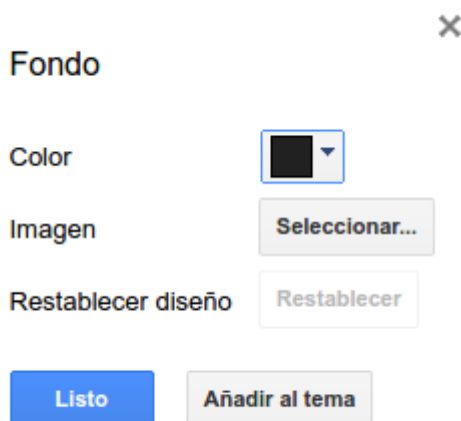 Fondo
Color
Imagen Seleccionar...
Restablecer diseño Restablecer
Listo Añadir al tema